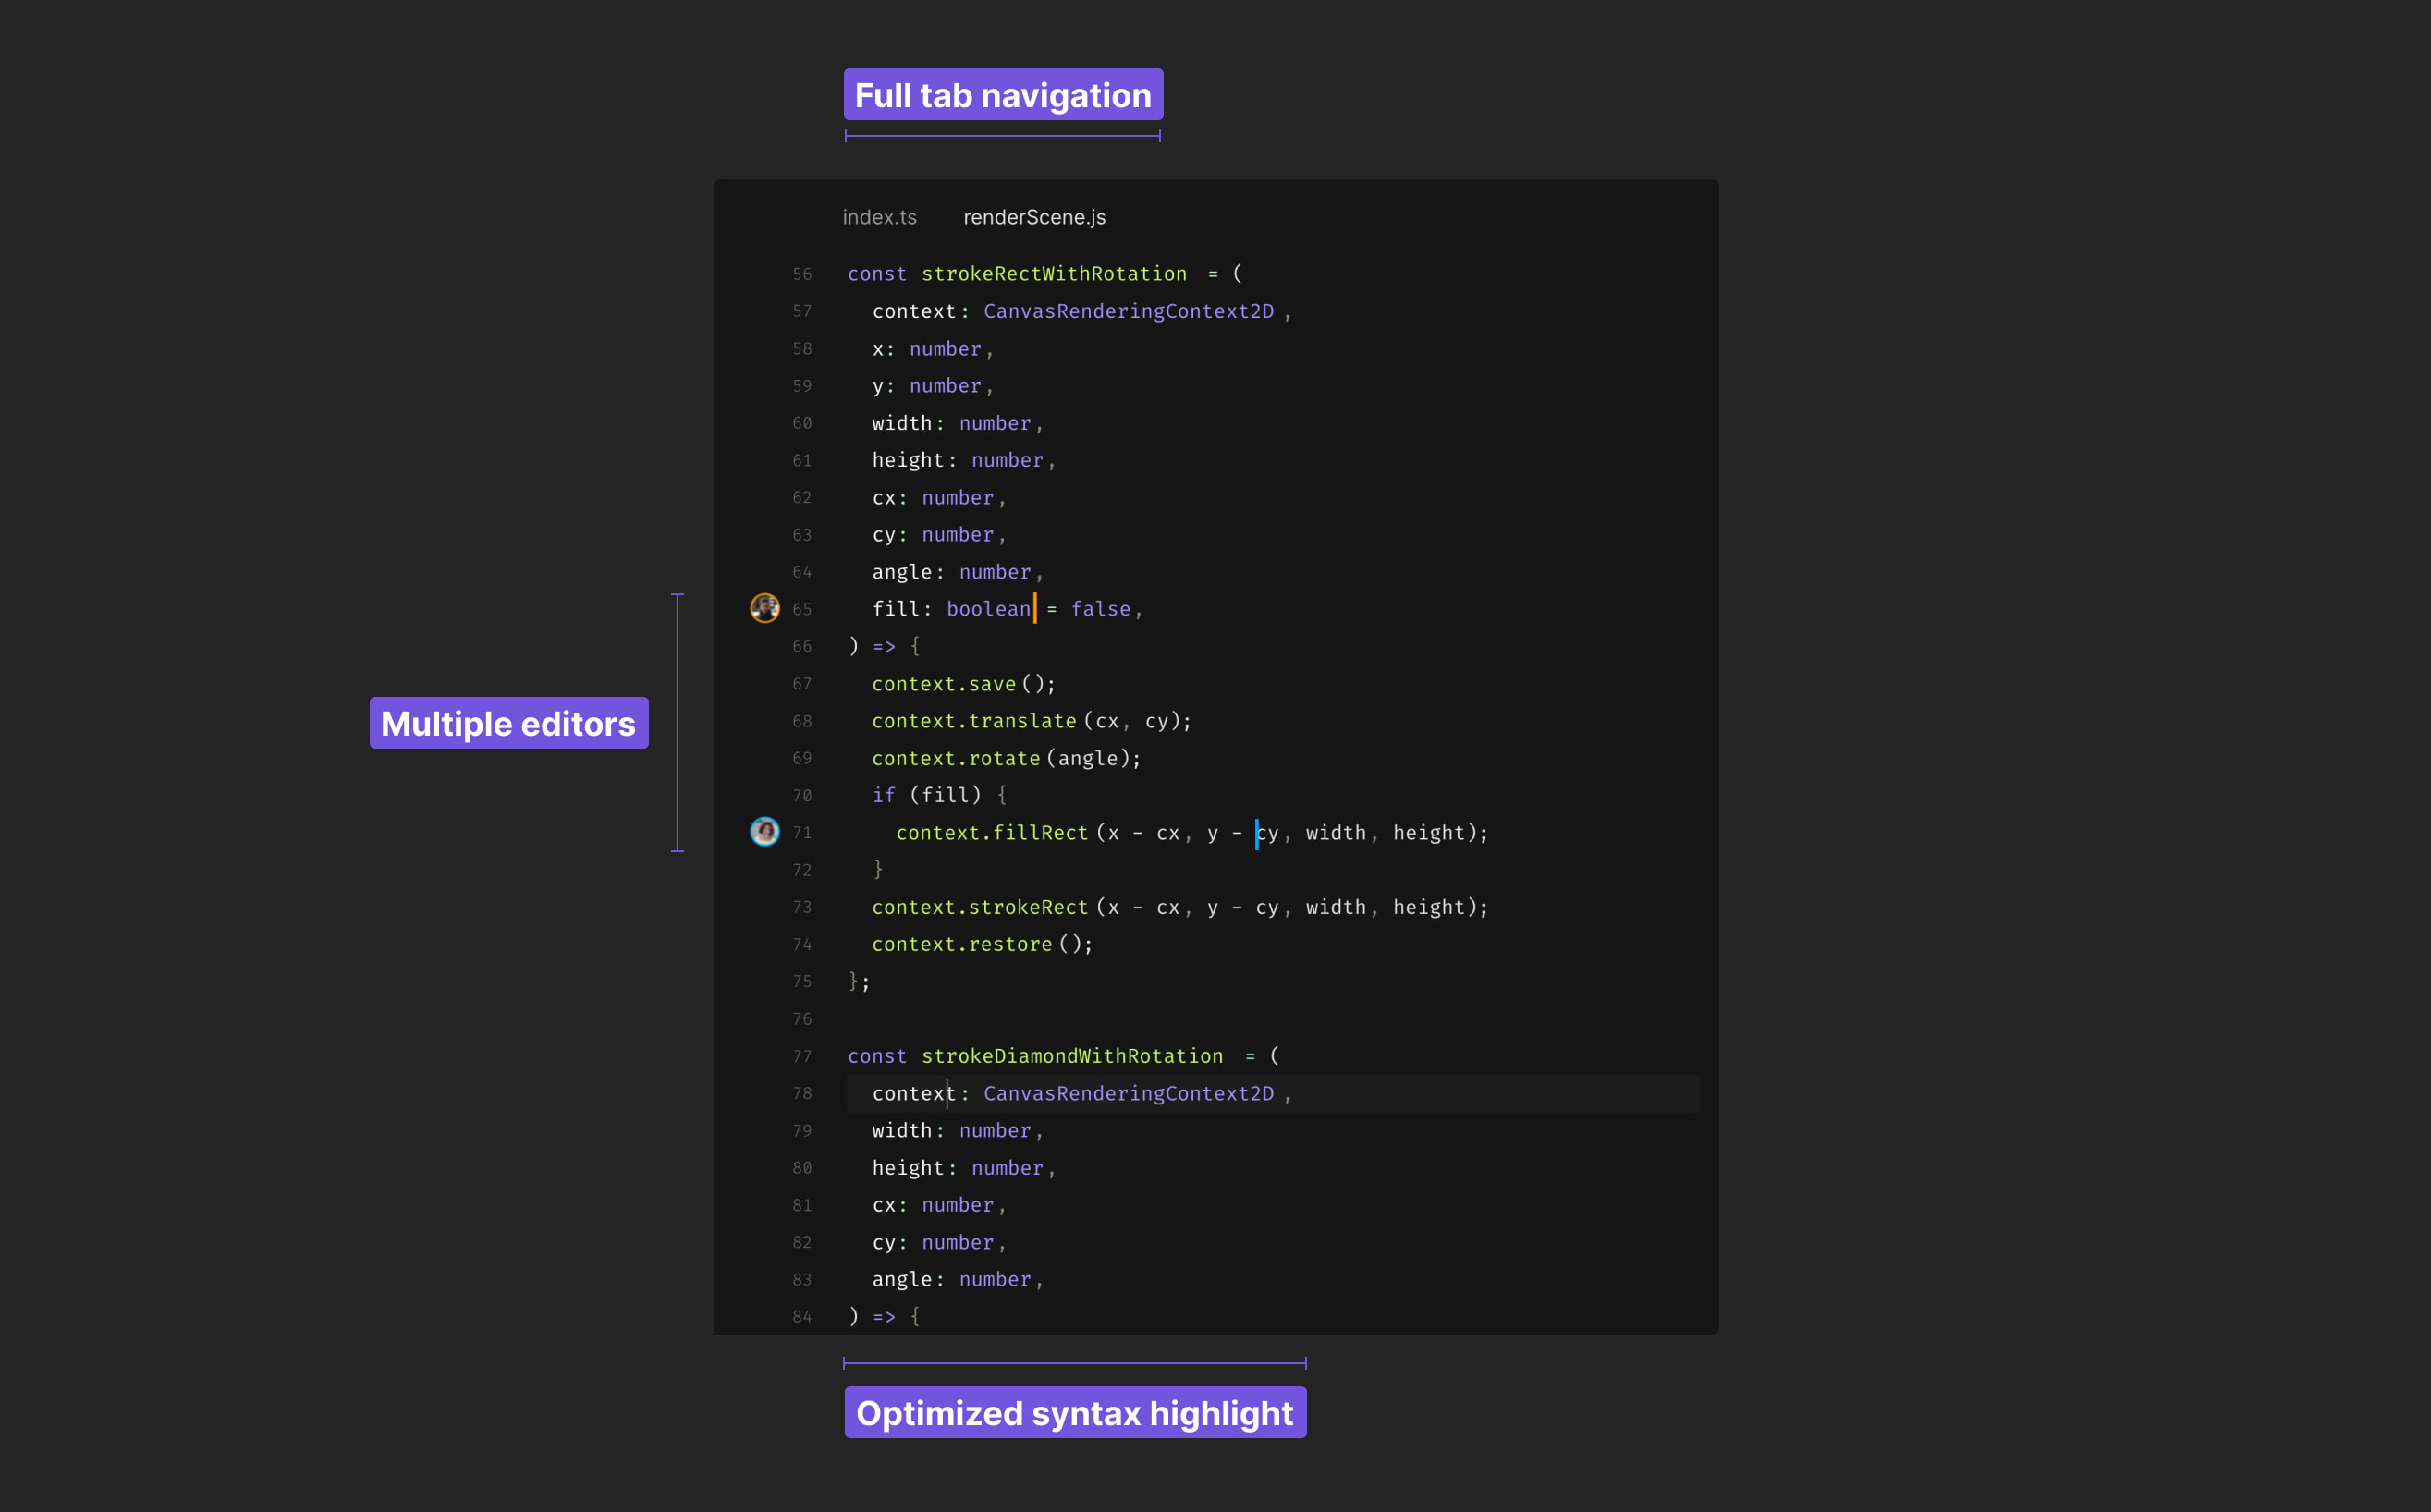 Full tab navigation
index.ts renderScene.js
56 const strokeRectWithRotation = (
57 context: CanvasRenderingContext2D ,
58 x: number,
59 y: number,
60 width: number,
61 height: number,
62 cx: number,
63 cy: number,
64 angle: number,
65 fill: boolean = false,
66 ) => {
67 context.save();
68 context.translate(cx, cy);
69 context.rotate(angle);
70 if (fill) {
Multiple editors
71 context.fillRect(x - cx, y - cy, width, height);
72 }
73 context.strokeRect(x - cx, y - cy, width, height);
74 context.restore();
75 };
76
77 const strokeDiamondWithRotation = (
78 context: CanvasRenderingContext2D ,
79 width: number,
80 height: number,
81 cx: number,
82 cy: number,
83 angle: number,
84 ) => {
Optimized syntax highlight